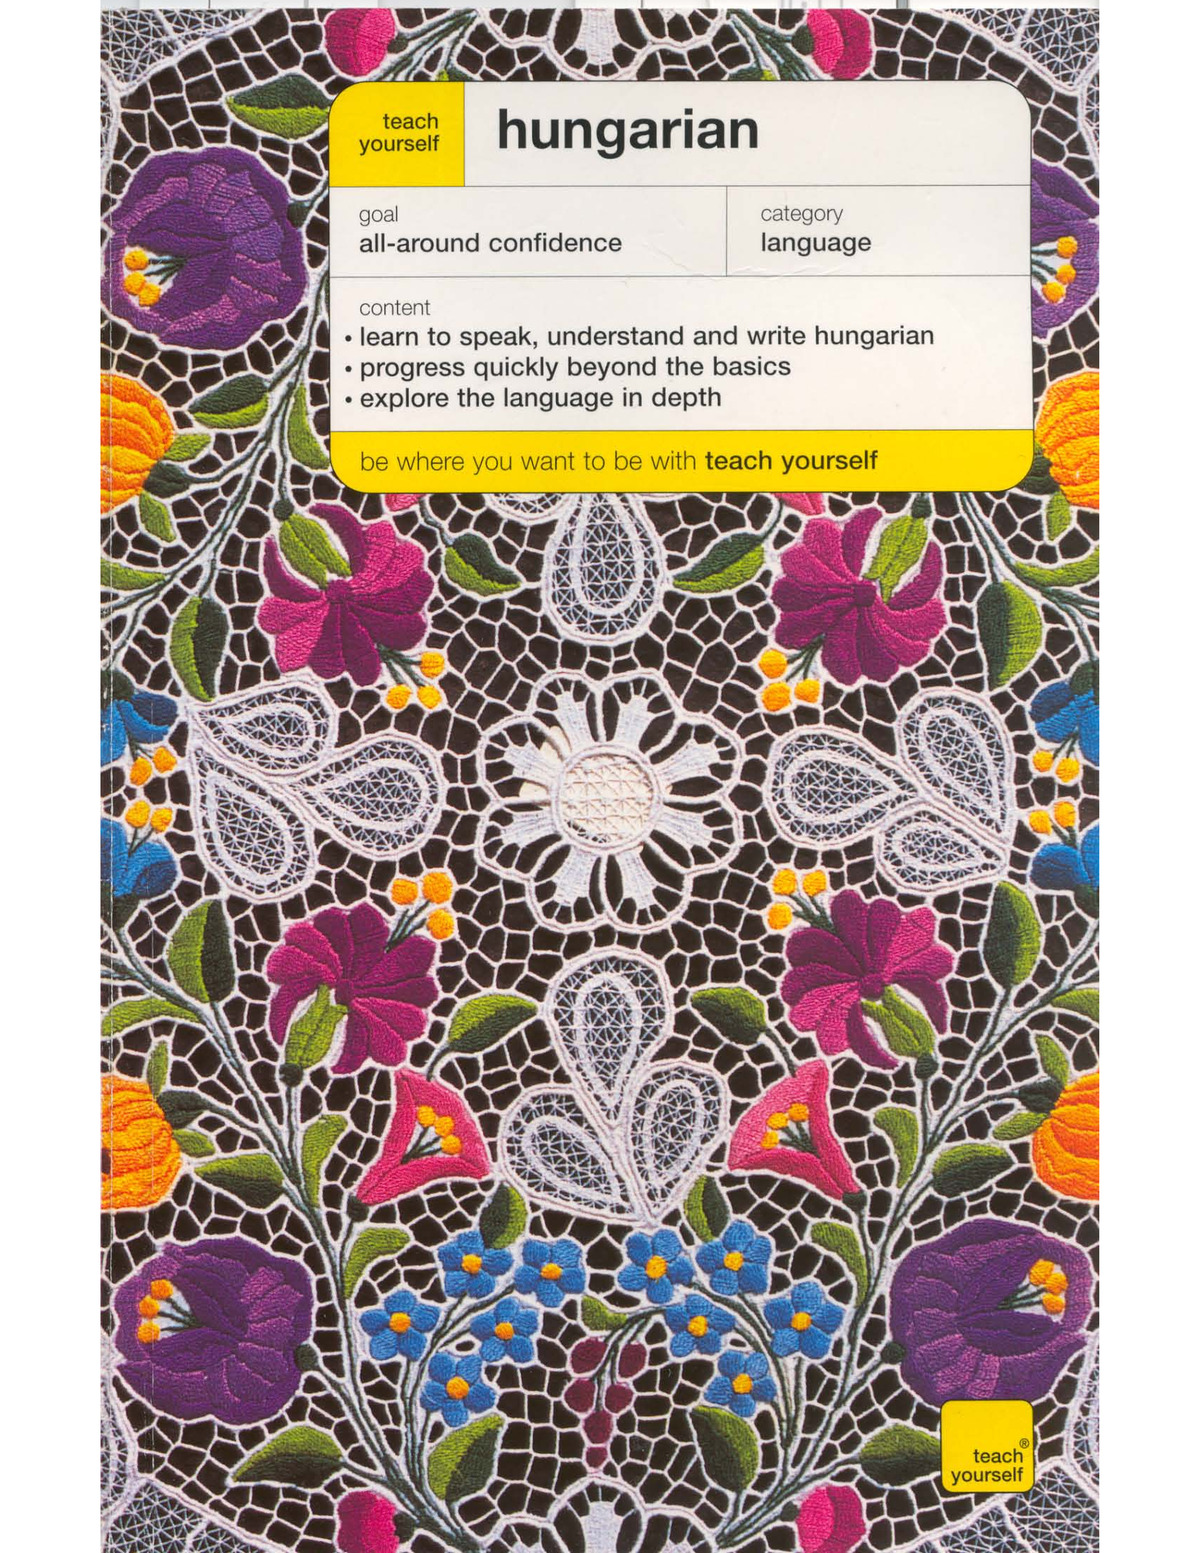 teach
yourself
hungarian
goal
all-around confidence
category
language
content
• learn to speak, understand and write hungarian
• progress quickly beyond the basics
• explore the language in depth
be where you want to be with teach yourself
teach®
yourself